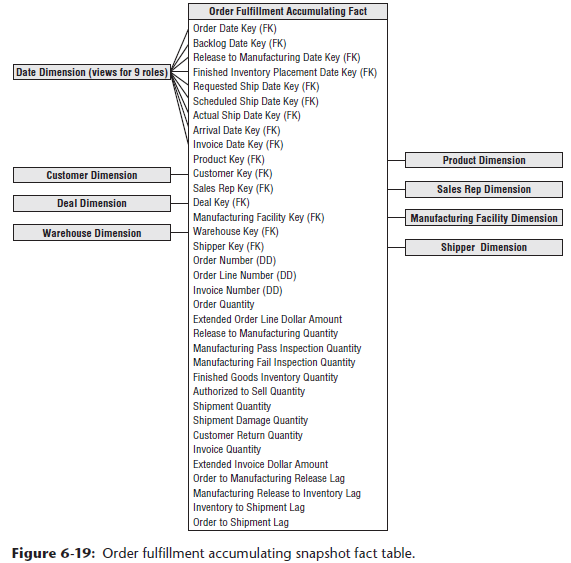 Order Fulfillment Accumulating Fact
Order Date Key (FK)
Backlog Date Key (FK)
Release to Manufacturing Date Key (FK)
Finished Inventory Placement Date Key (FK)
Requested Ship Date Key (FK)
Scheduled Ship Date Key (FK)
Actual Ship Date Key (FK)
Arrival Date Key (FK)
Invoice Date Key (FK)
Product Key (FK)
Customer Key (FK)
Sales Rep Key (FK)
Deal Key (FK)
Manufacturing Facility Key (FK)
Warehouse Key (FK)
Shipper Key (FK)
Order Number (DD)
Order Line Number (DD)
Invoice Number (DD)
Order Quantity
Extended Order Line Dollar Amount
Release to Manufacturing Quantity
Manufacturing Pass Inspection Quantity
Manufacturing Fail Inspection Quantity
Finished Goods Inventory Quantity
Authorized to Sell Quantity
Shipment Quantity
Shipment Damage Quantity
Customer Return Quantity
Invoice Quantity
Extended Invoice Dollar Amount
Order to Manufacturing Release Lag
Manufacturing Release to Inventory Lag
Inventory to Shipment Lag
Order to Shipment Lag
Date Dimension (views for 9 roles)
Customer Dimension
Deal Dimension
Warehouse Dimension
Product Dimension
Sales Rep Dimension
Manufacturing Facility Dimension
Shipper Dimension
Figure 6-19: Order fulfillment accumulating snapshot fact table.